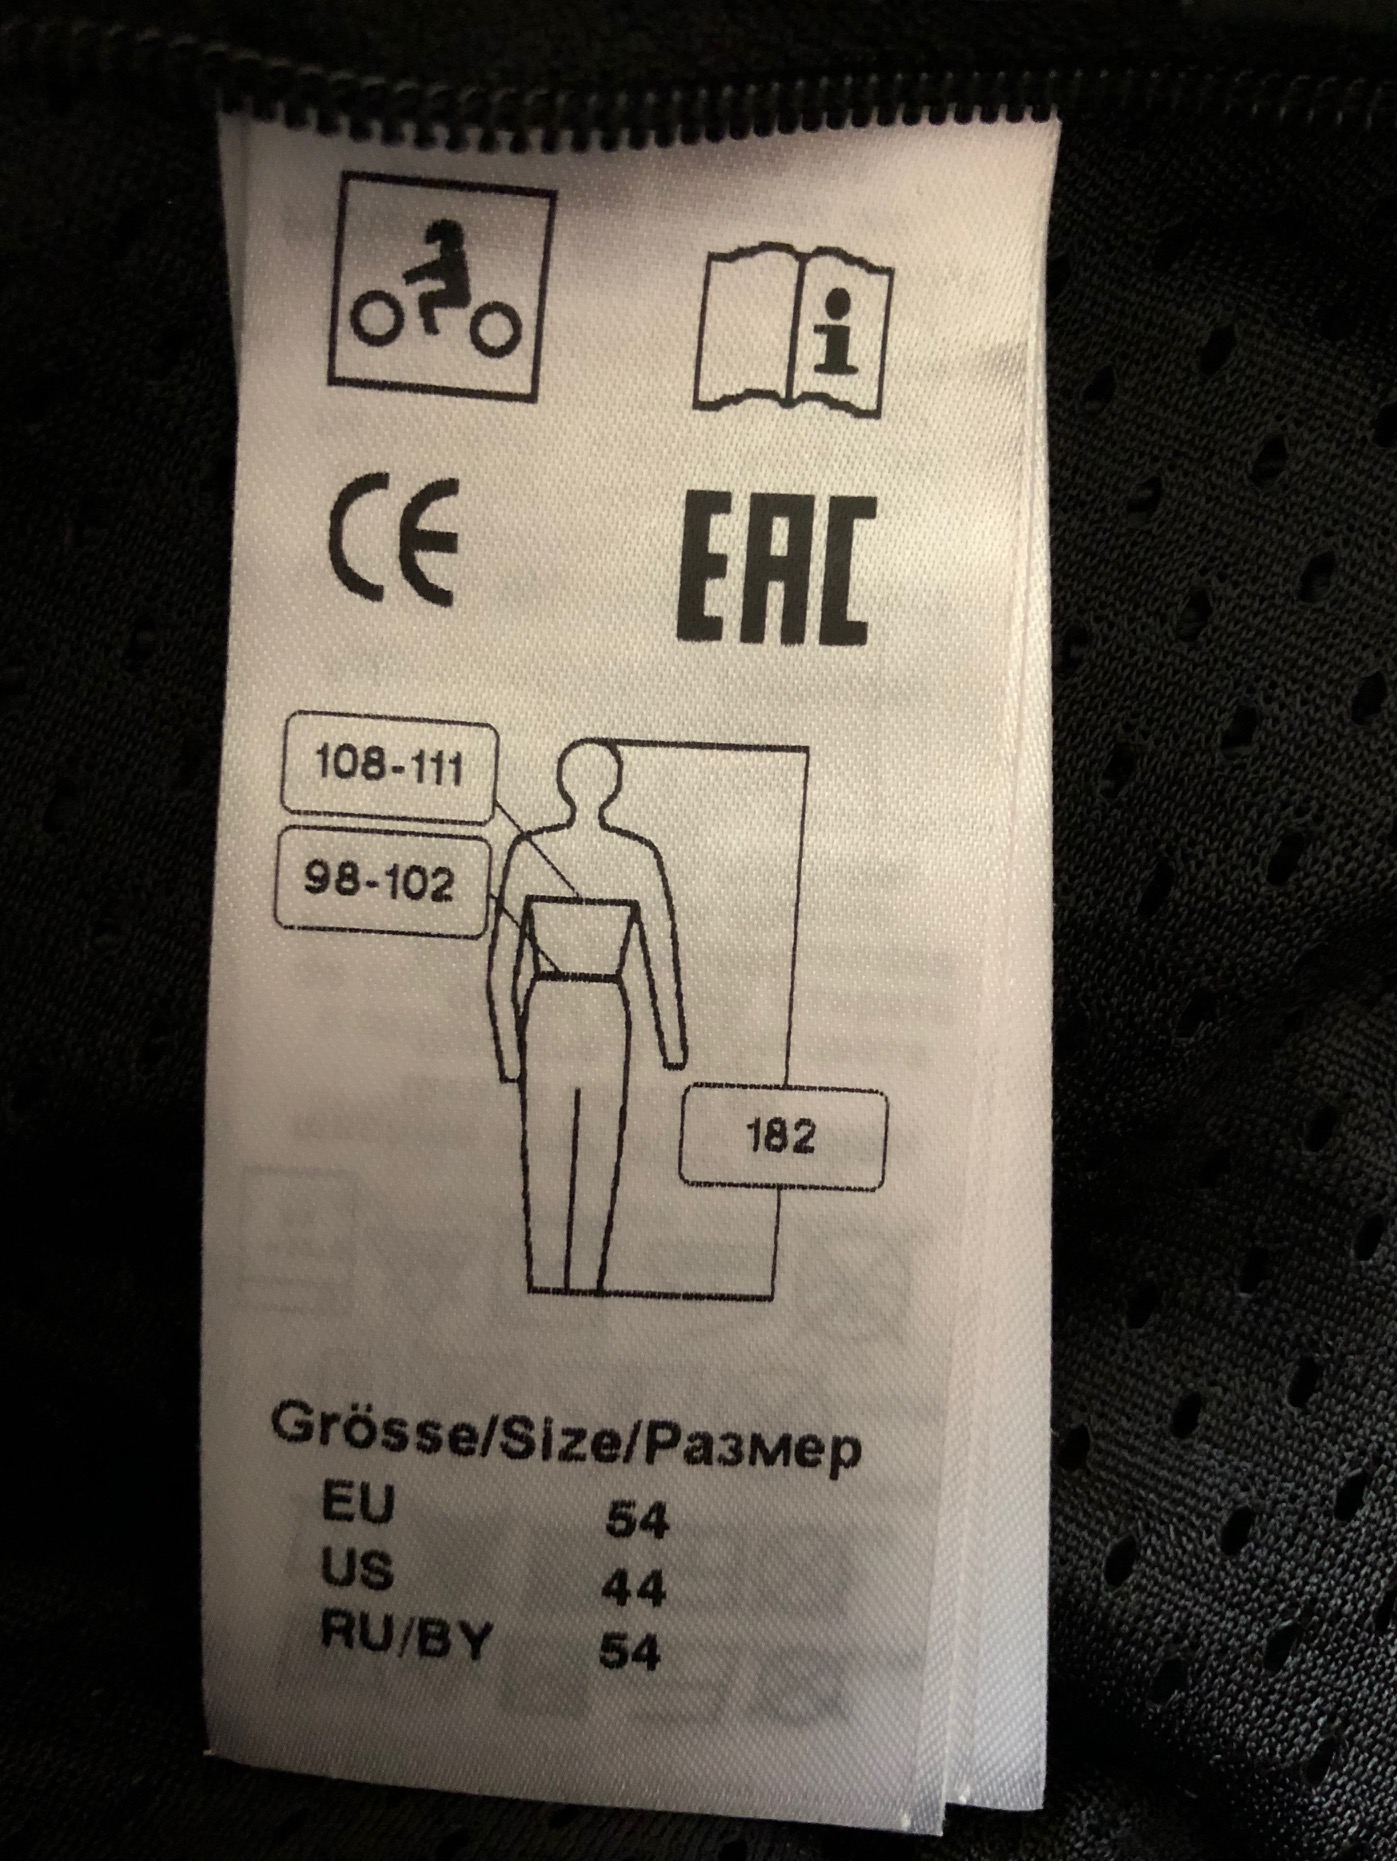 i
CE EAC
108-111
98-102
182
Grösse/Size/Размер
EU 54
US 44
RU/BY 54